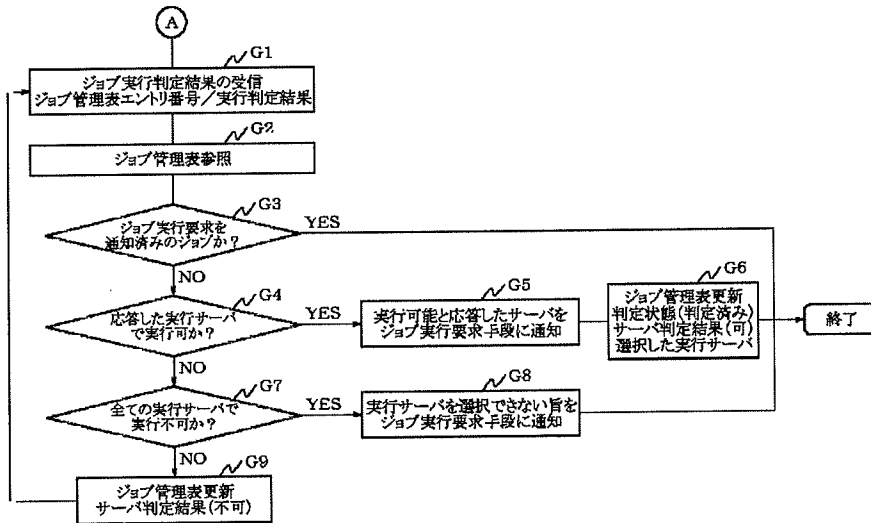 A
G1
ジョブ実行判定結果の受信
ジョブ管理表エントリ番号/実行判定結果
G2
ジョブ管理表参照
G3
ジョブ実行要求を
通知済みのジョブか?
YES
NO
G4
応答した実行サーバ
で実行可か?
YES
NO
G5
実行可能と応答したサーバを
ジョブ実行要求手段に通知
G6
ジョブ管理表更新
判定状態(判定済み)
サーバ判定結果(可)
選択した実行サーバ
終了
G7
全ての実行サーバで
実行不可か?
YES
NO
G8
実行サーバを選択できない旨を
ジョブ実行要求手段に通知
G9
ジョブ管理表更新
サーバ判定結果(不可)